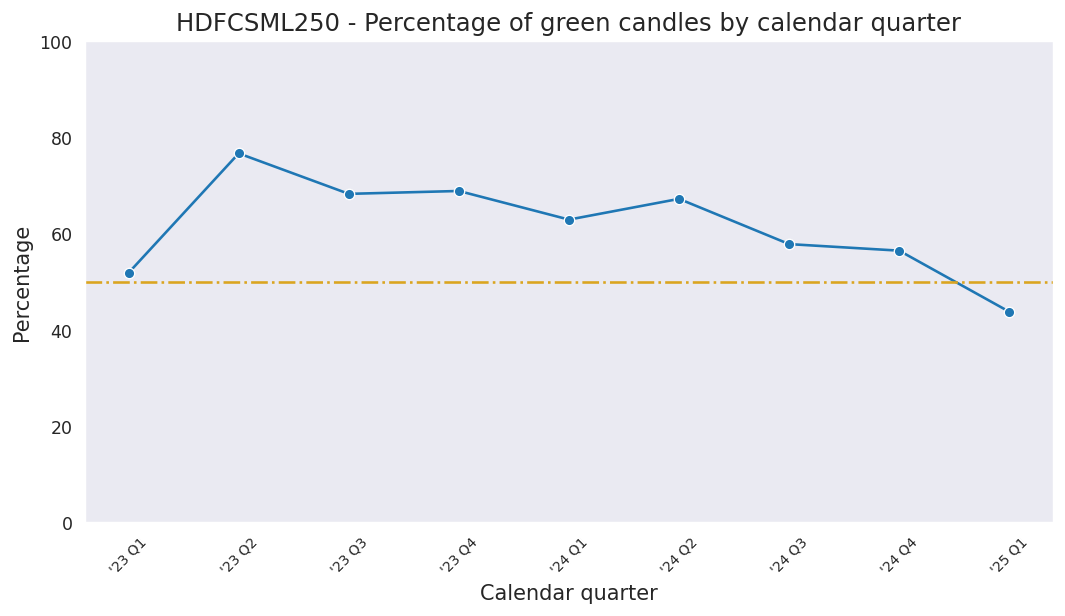 HDFCSML250 - Percentage of green candles by calendar quarter
Percentage
100
80
60
40
20
0
'23 Q1
'23 Q2
'23 Q3
'23 Q4
'24 Q1
'24 Q2
'24 Q3
'24 Q4
'25 Q1
Calendar quarter